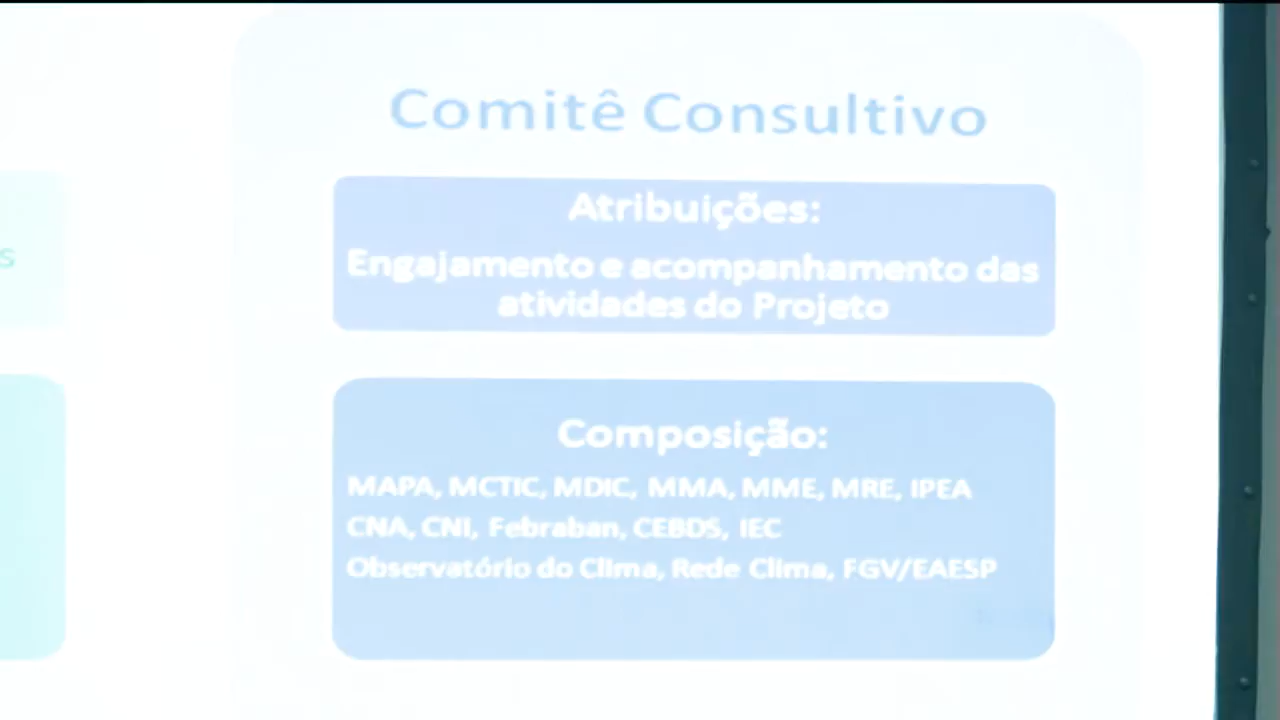 Comitê Consultivo
Atribuições:
Engajamento e acompanhamento das
atividades do Projeto
Composição:
MAPA, MCTIC, MDIC, MMA, MME, MRE, IPEA
CNA, CNI, Febraban, CEBDS, IEC
Observatório do Clima, Rede Clima, FGV/EAESP